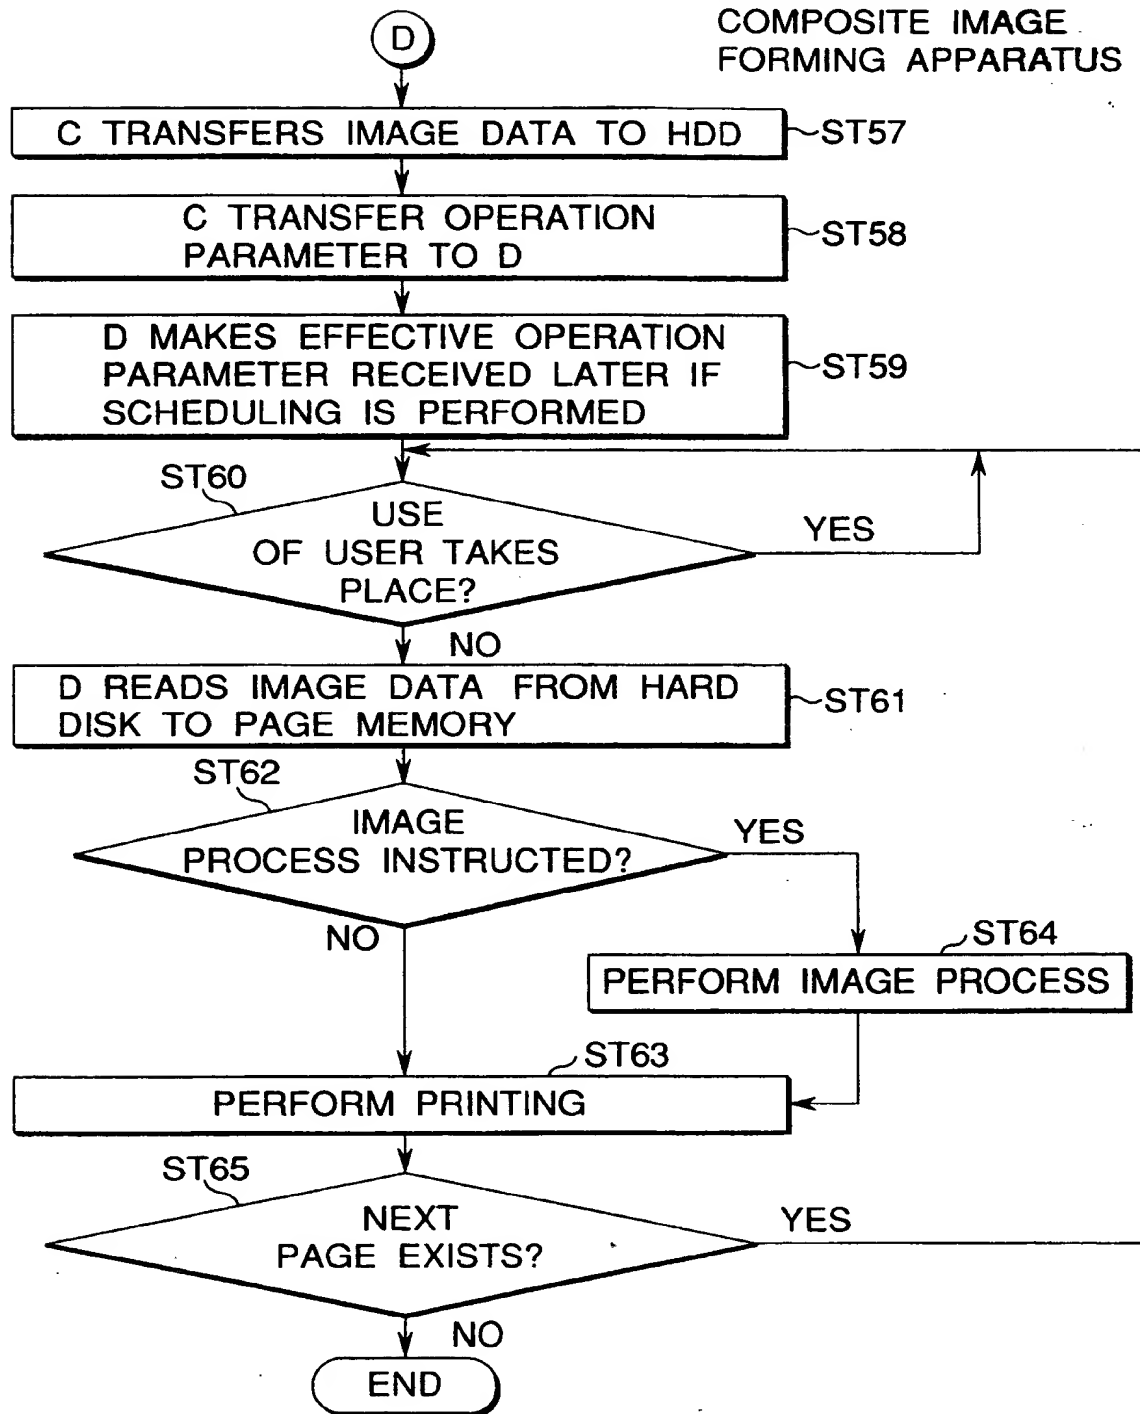 COMPOSITE IMAGE
FORMING APPARATUS
D
C TRANSFERS IMAGE DATA TO HDD
ST57
C TRANSFER OPERATION
PARAMETER TO D
ST58
D MAKES EFFECTIVE OPERATION
PARAMETER RECEIVED LATER IF
SCHEDULING IS PERFORMED
ST59
ST60
USE
OF USER TAKES
PLACE?
YES
NO
D READS IMAGE DATA FROM HARD
DISK TO PAGE MEMORY
ST61
ST62
IMAGE
PROCESS INSTRUCTED?
YES
NO
ST64
PERFORM IMAGE PROCESS
ST63
PERFORM PRINTING
ST65
NEXT
PAGE EXISTS?
YES
NO
END